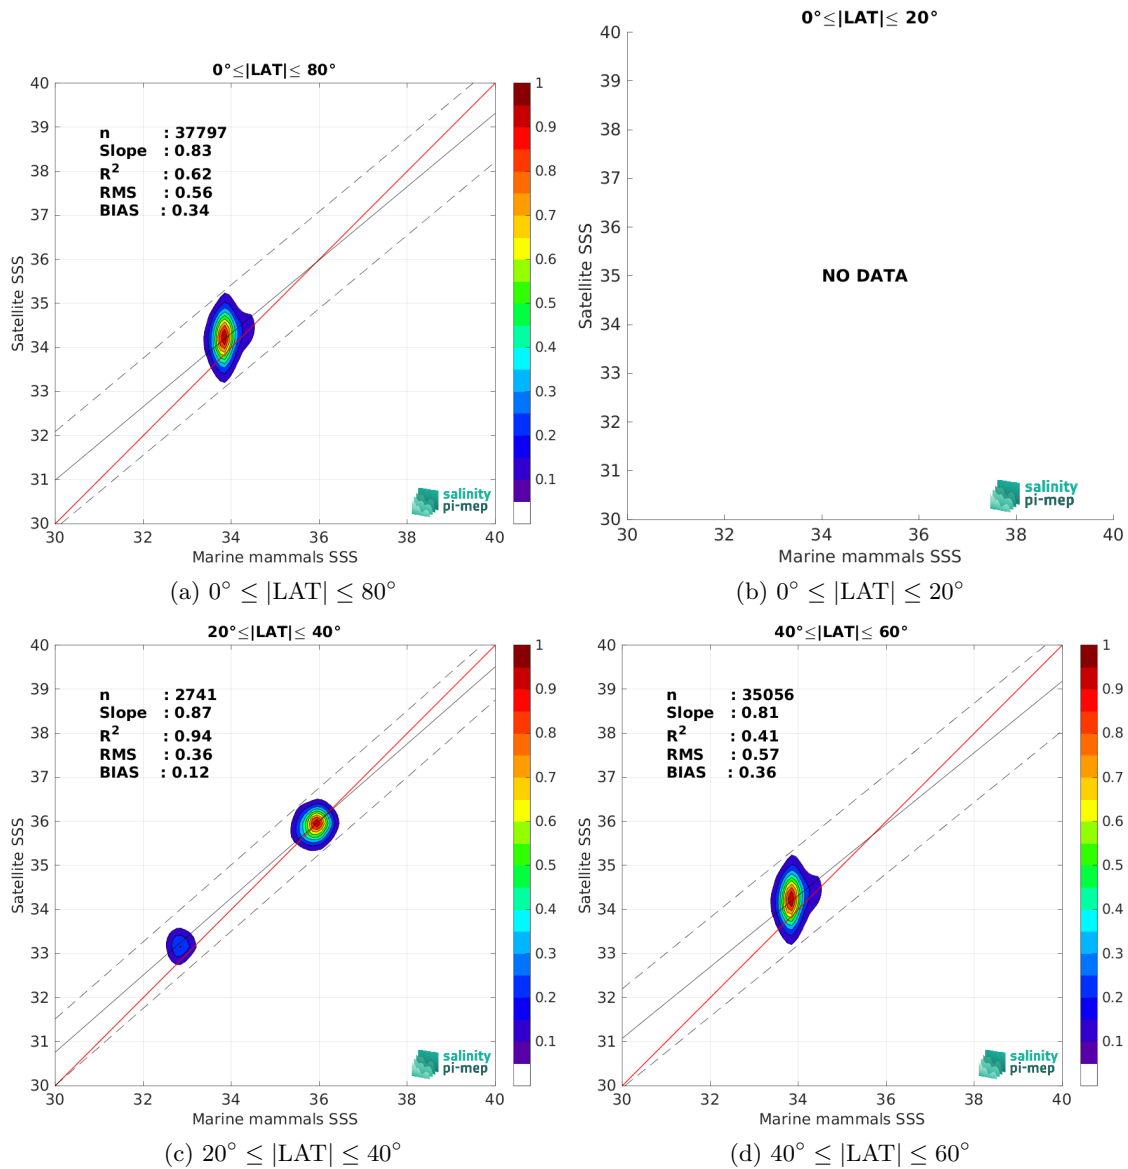 0°≤|LAT|≤ 80°
40
39
38
37
36
35
34
33
32
31
30
30 32 34 36 38 40
Satellite SSS
Marine mammals SSS
n : 37797
Slope : 0.83
R² : 0.62
RMS : 0.56
BIAS : 0.34
1
0.9
0.8
0.7
0.6
0.5
0.4
0.3
0.2
0.1
salinity
pi-mep
(a) 0° ≤ |LAT| ≤ 80°
0°≤|LAT|≤ 20°
40
39
38
37
36
35
34
33
32
31
30
30 32 34 36 38 40
Satellite SSS
Marine mammals SSS
NO DATA
salinity
pi-mep
(b) 0° ≤ |LAT| ≤ 20°
20°≤|LAT|≤ 40°
40
39
38
37
36
35
34
33
32
31
30
30 32 34 36 38 40
Satellite SSS
Marine mammals SSS
n : 2741
Slope : 0.87
R² : 0.94
RMS : 0.36
BIAS : 0.12
1
0.9
0.8
0.7
0.6
0.5
0.4
0.3
0.2
0.1
salinity
pi-mep
(c) 20° ≤ |LAT| ≤ 40°
40°≤|LAT|≤ 60°
40
39
38
37
36
35
34
33
32
31
30
30 32 34 36 38 40
Satellite SSS
Marine mammals SSS
n : 35056
Slope : 0.81
R² : 0.41
RMS : 0.57
BIAS : 0.36
1
0.9
0.8
0.7
0.6
0.5
0.4
0.3
0.2
0.1
salinity
pi-mep
(d) 40° ≤ |LAT| ≤ 60°